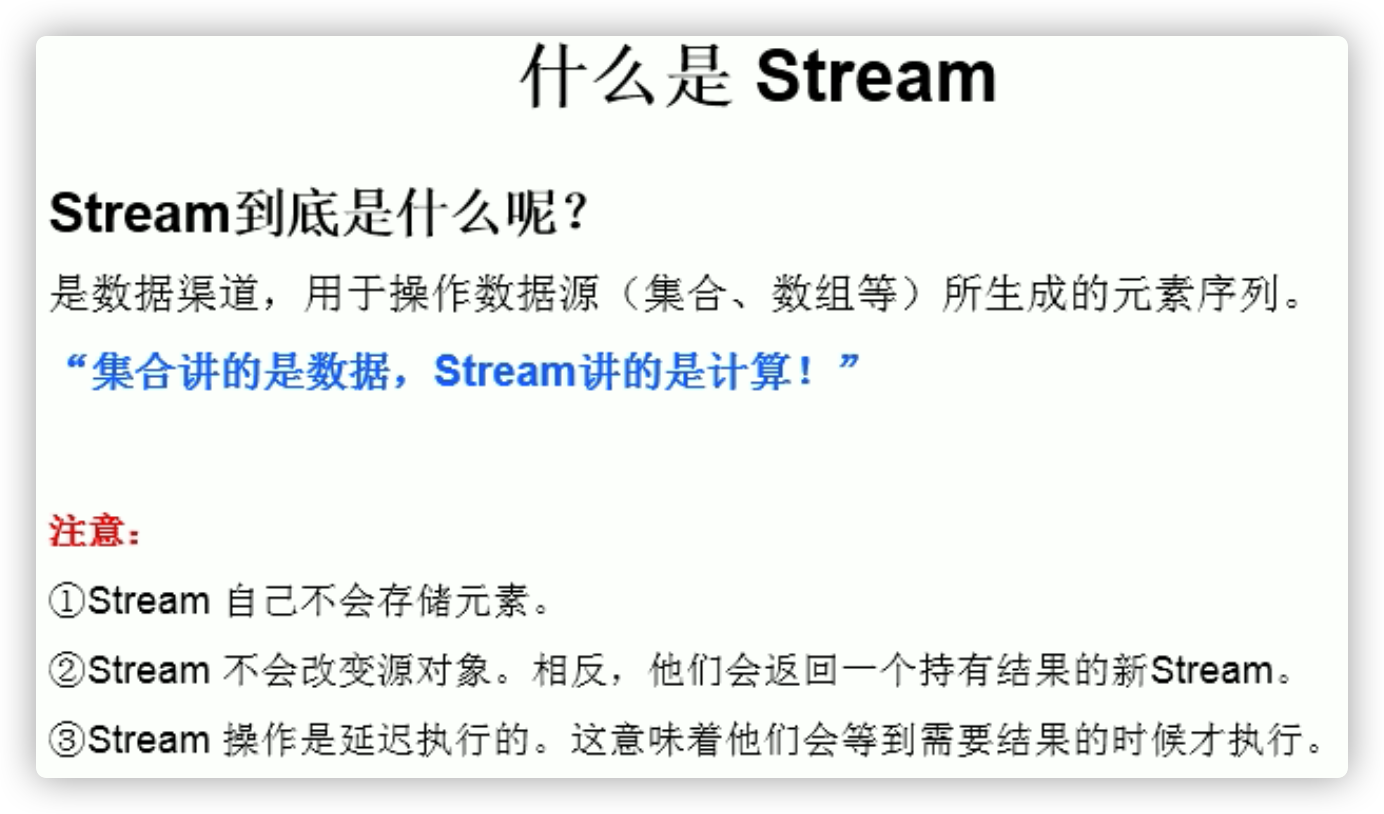 什么是 Stream
Stream到底是什么呢？
是数据渠道，用于操作数据源（集合、数组等）所生成的元素序列。
“集合讲的是数据，Stream讲的是计算！”
注意：
①Stream 自己不会存储元素。
②Stream 不会改变源对象。相反，他们会返回一个持有结果的新Stream。
③Stream 操作是延迟执行的。这意味着他们会等到需要结果的时候才执行。